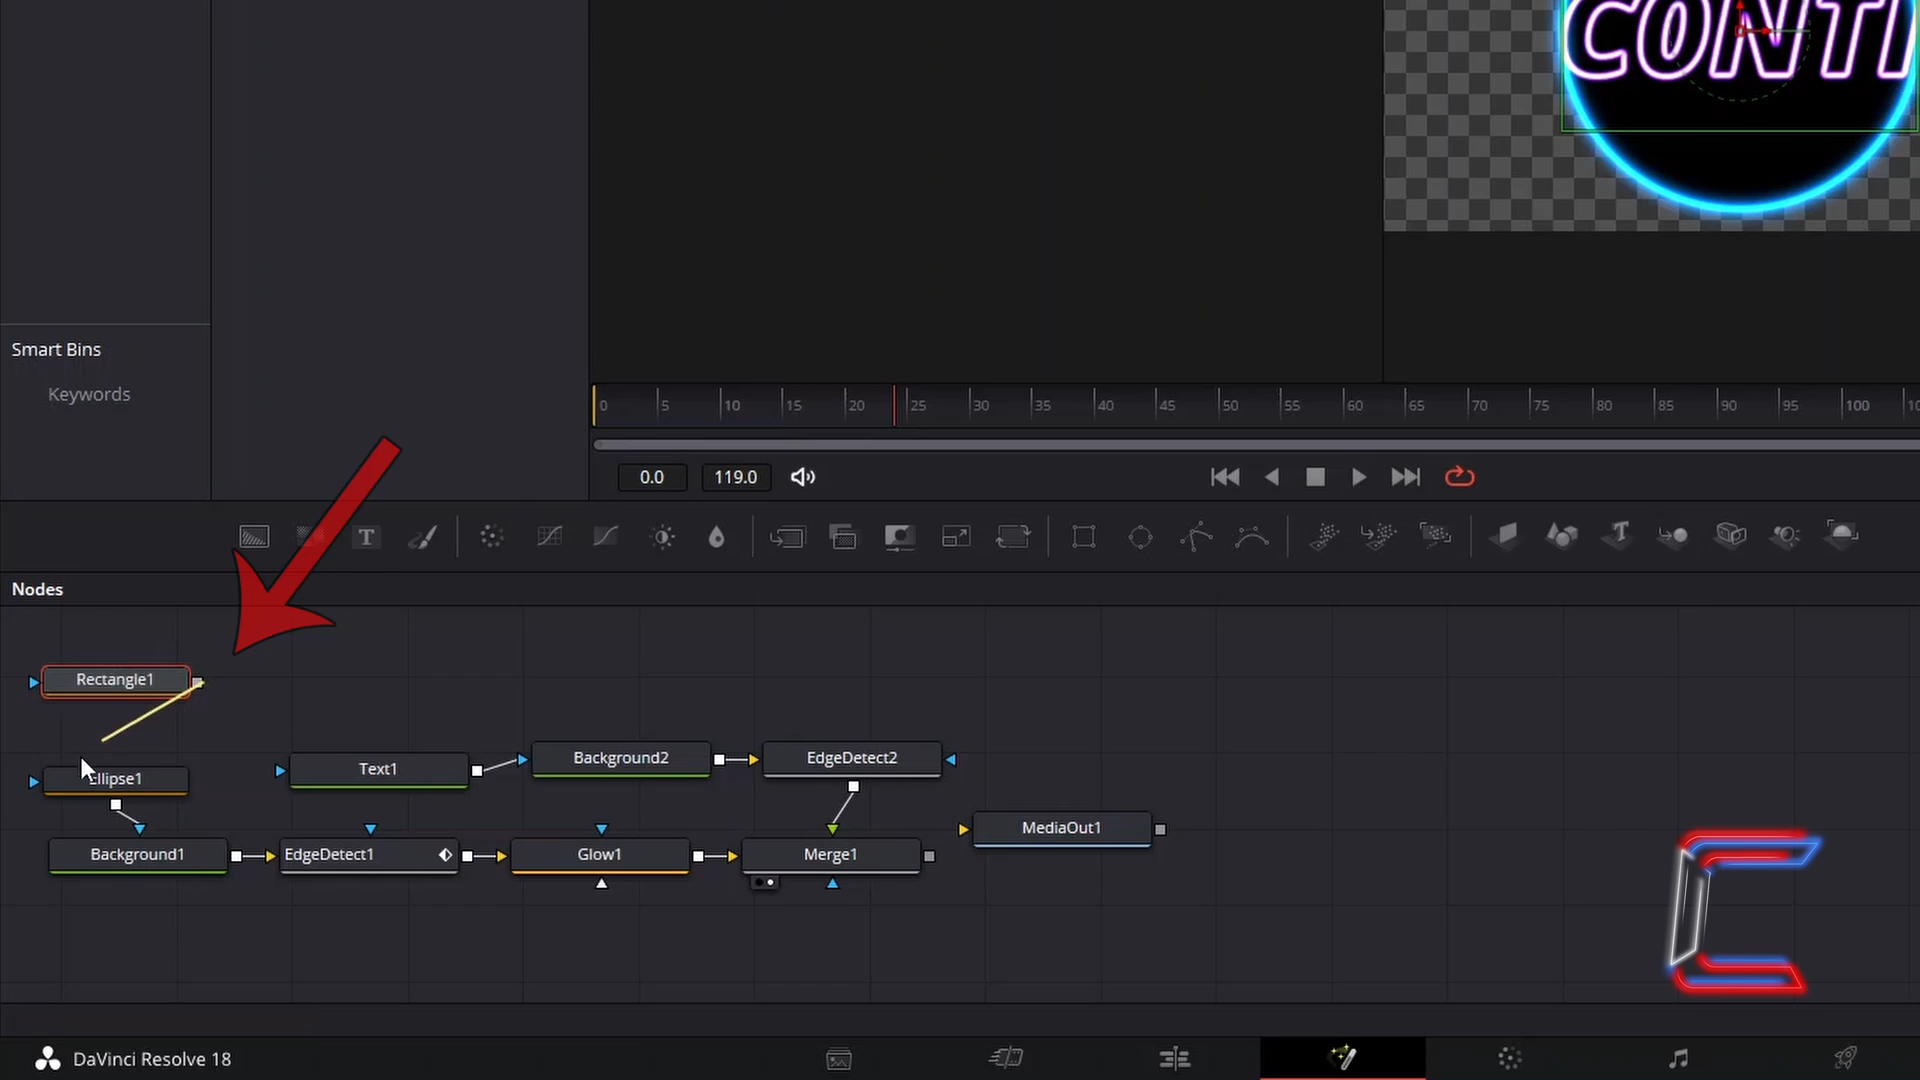 CONTI
Smart Bins
Keywords
0 5 10 15 20 25 30 35 40 45 50 55 60 65 70 75 80 85 90 95 100
0.0 119.0
T
Nodes
Rectangle1
Ellipse1 Text1 Background2 EdgeDetect2
MediaOut1
Background1 EdgeDetect1 Glow1 Merge1
C
DaVinci Resolve 18